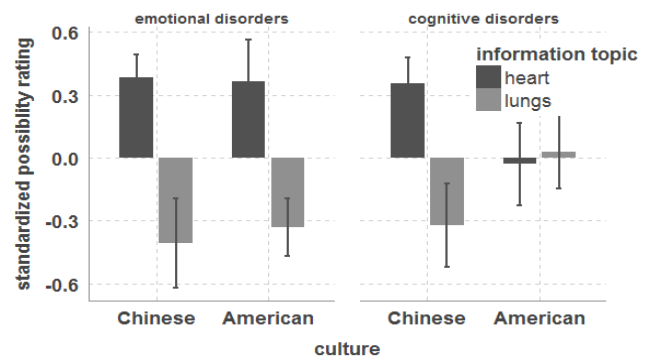 emotional disorders
cognitive disorders
information topic
heart
lungs
standardized possiblity rating
0.6
0.3
0.0
-0.3
-0.6
Chinese American
Chinese American
culture